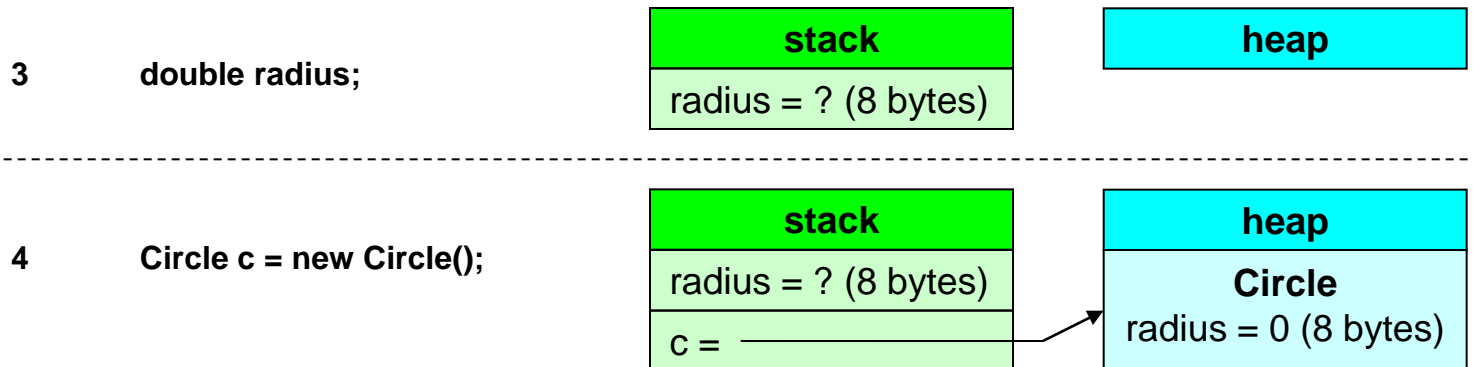 stack heap
3 double radius;
radius = ? (8 bytes)
stack heap
4 Circle c = new Circle();
radius = ? (8 bytes) Circle
radius = 0 (8 bytes)
c =